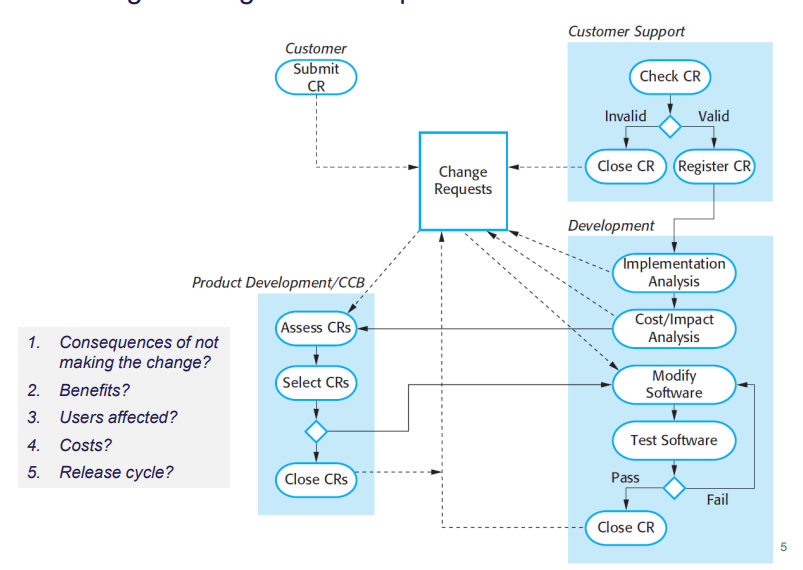 Customer
Submit
CR
Customer Support
Check CR
Invalid
Valid
Close CR
Register CR
Change
Requests
Development
Implementation
Analysis
Cost/Impact
Analysis
Modify
Software
Test Software
Pass
Fail
Close CR
Product Development/CCB
Assess CRs
Select CRs
Close CRs
1. Consequences of not
making the change?
2. Benefits?
3. Users affected?
4. Costs?
5. Release cycle?
5